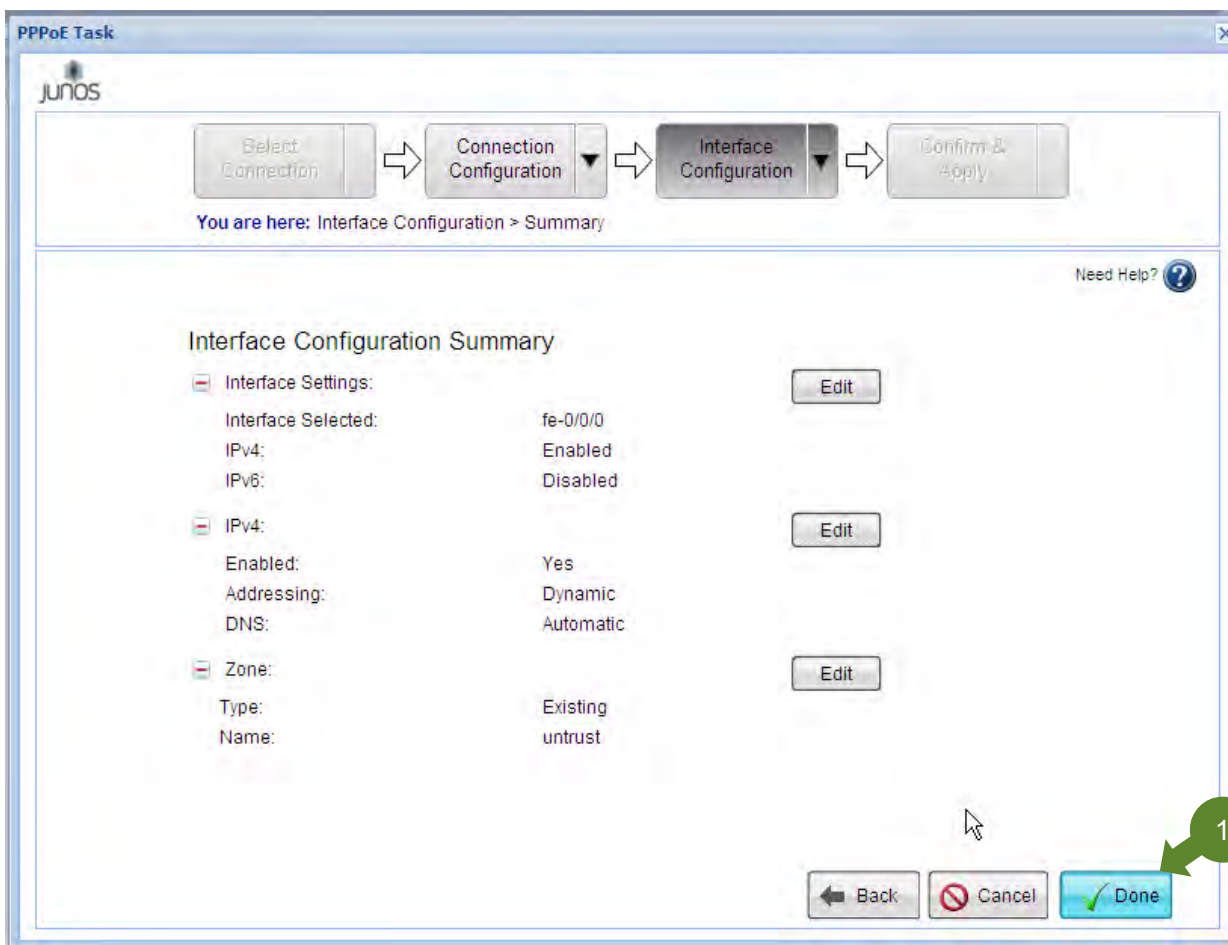 PPPoE Task
Junos
Select Connection
Connection Configuration
Interface Configuration
Confirm & Apply
You are here: Interface Configuration > Summary
Need Help?
Interface Configuration Summary
Interface Settings:
Edit
Interface Selected: fe-0/0/0
IPv4: Enabled
IPv6: Disabled
IPv4:
Edit
Enabled: Yes
Addressing: Dynamic
DNS: Automatic
Zone:
Edit
Type: Existing
Name: untrust
1
Back
Cancel
Done